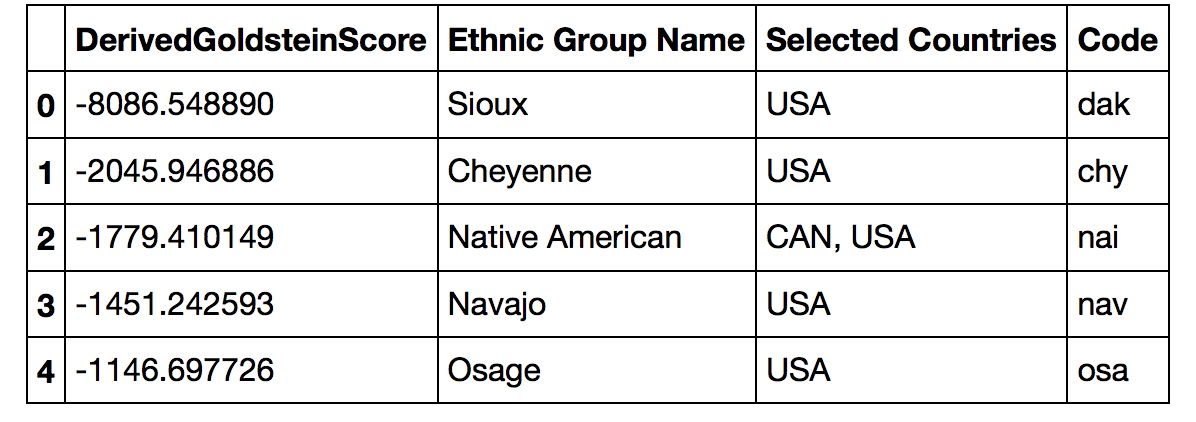 DerivedGoldsteinScore Ethnic Group Name Selected Countries Code
0 -8086.548890 Sioux USA dak
1 -2045.946886 Cheyenne USA chy
2 -1779.410149 Native American CAN, USA nai
3 -1451.242593 Navajo USA nav
4 -1146.697726 Osage USA osa